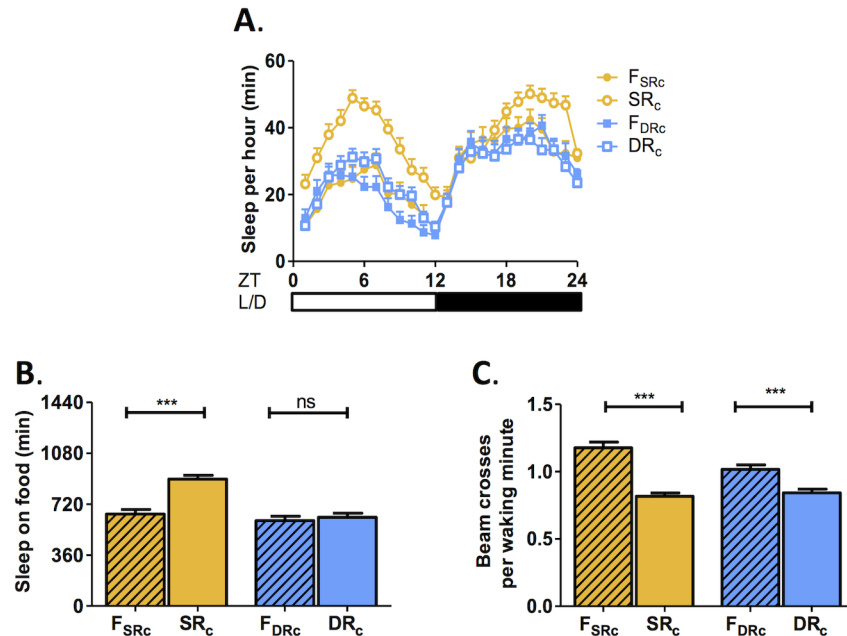 A.
Sleep per hour (min)
60
40
20
0
ZT 0 6 12 18 24
L/D
F_SRc
SR_c
F_DRc
DR_c
B.
Sleep on food (min)
1440
1080
720
360
0
***
ns
F_SRc SR_c F_DRc DR_c
C.
Beam crosses
per waking minute
1.5
1.0
0.5
0.0
***
***
F_SRc SR_c F_DRc DR_c